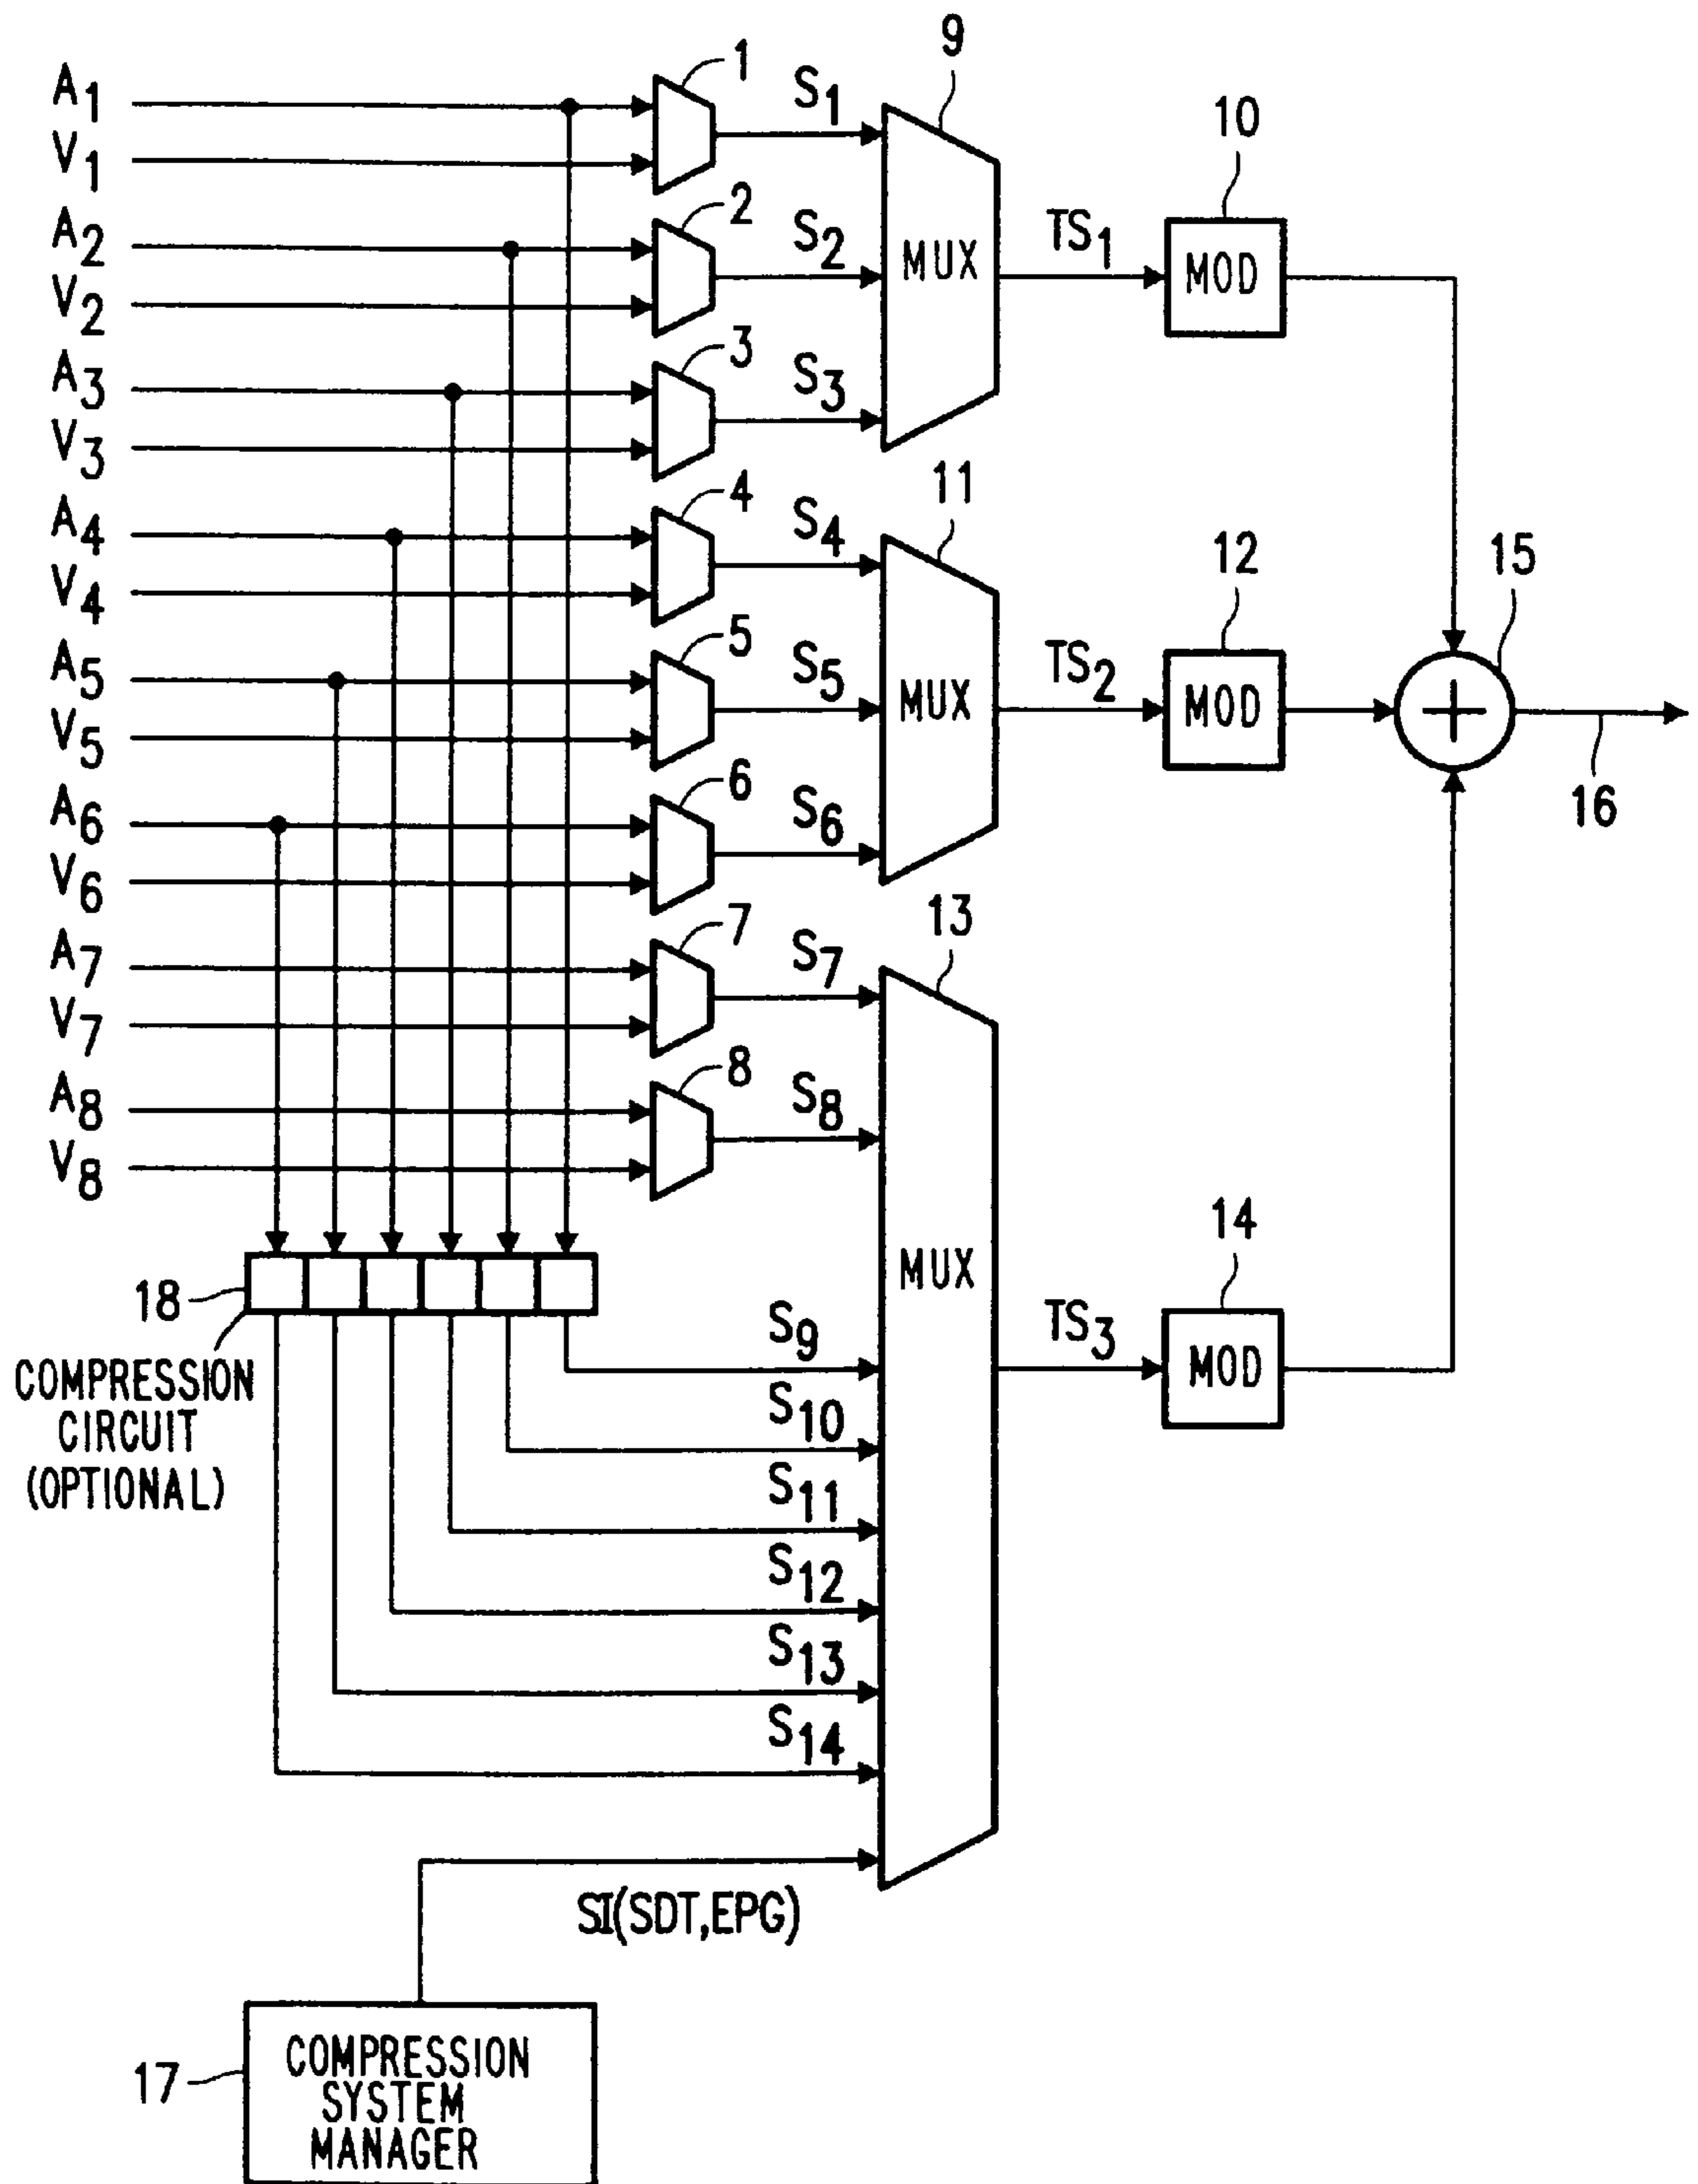 9
1
A1
S1
10
V1
2
A2
S2
MUX
TS1
MOD
V2
3
A3
S3
V3
11
4
A4
S4
12
15
V4
5
A5
S5
MUX
TS2
MOD
+
V5
16
6
A6
S6
V6
13
7
A7
S7
V7
8
A8
S8
V8
14
MUX
18
S9
TS3
MOD
COMPRESSION
CIRCUIT
(OPTIONAL)
S10
S11
S12
S13
S14
SI(SDT,EPG)
17
COMPRESSION
SYSTEM
MANAGER